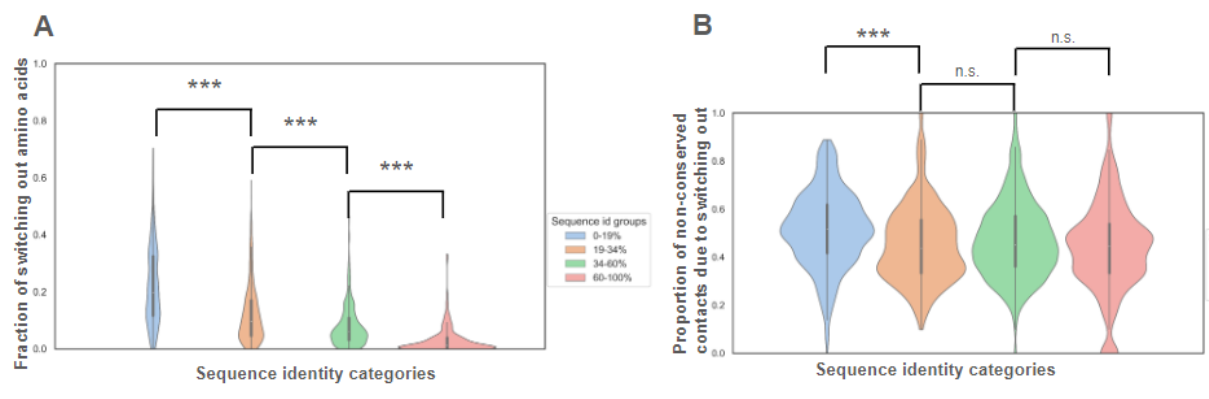 A
Fraction of switching out amino acids
1.0
0.8
0.6
0.4
0.2
0.0
***
***
***
Sequence id groups
0-19%
19-34%
34-60%
60-100%
Sequence identity categories
B
Proportion of non-conserved
contacts due to switching out
1.0
0.8
0.6
0.4
0.2
0.0
***
n.s.
n.s.
Sequence identity categories